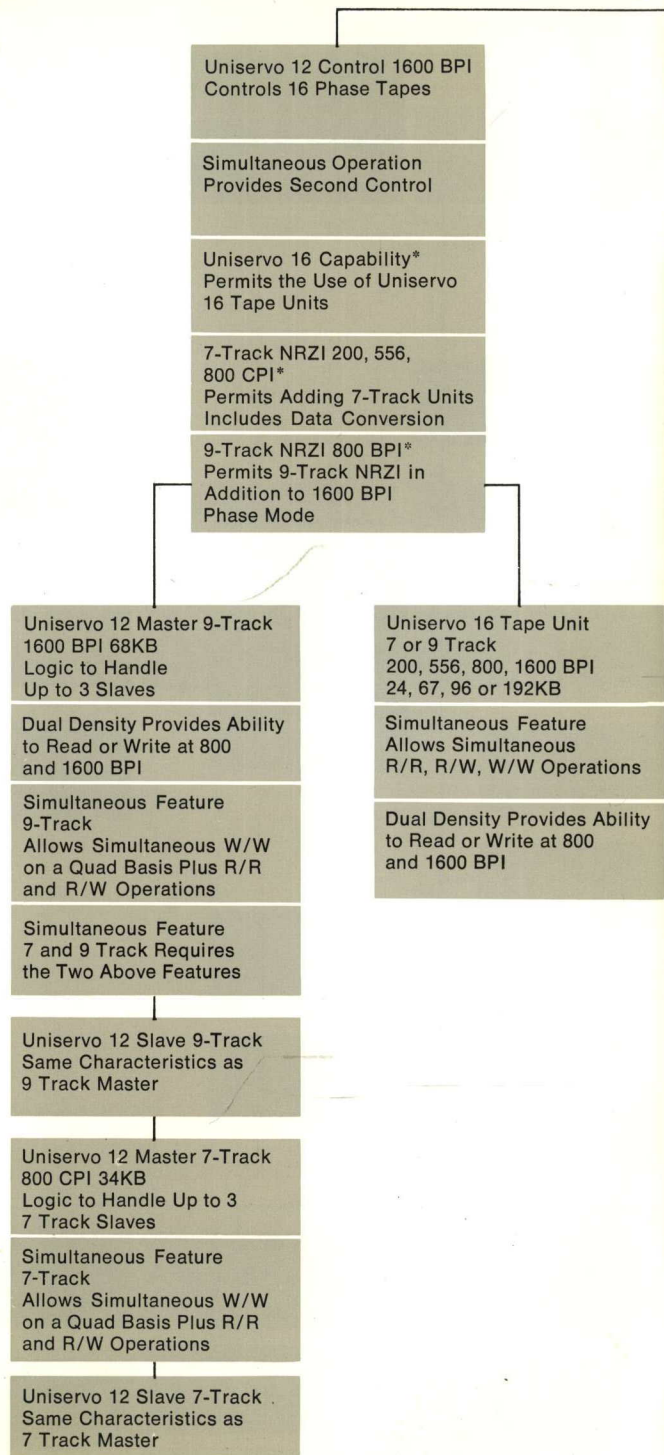 Uniservo 12 Control 1600 BPI
Controls 16 Phase Tapes
Simultaneous Operation
Provides Second Control
Uniservo 16 Capability*
Permits the Use of Uniservo
16 Tape Units
7-Track NRZI 200, 556,
800 CPI*
Permits Adding 7-Track Units
Includes Data Conversion
9-Track NRZI 800 BPI*
Permits 9-Track NRZI in
Addition to 1600 BPI
Phase Mode
Uniservo 12 Master 9-Track
1600 BPI 68KB
Logic to Handle
Up to 3 Slaves
Dual Density Provides Ability
to Read or Write at 800
and 1600 BPI
Simultaneous Feature
9-Track
Allows Simultaneous W/W
on a Quad Basis Plus R/R
and R/W Operations
Simultaneous Feature
7 and 9 Track Requires
the Two Above Features
Uniservo 12 Slave 9-Track
Same Characteristics as
9 Track Master
Uniservo 12 Master 7-Track
800 CPI 34KB
Logic to Handle Up to 3
7 Track Slaves
Simultaneous Feature
7-Track
Allows Simultaneous W/W
on a Quad Basis Plus R/R
and R/W Operations
Uniservo 12 Slave 7-Track
Same Characteristics as
7 Track Master
Uniservo 16 Tape Unit
7 or 9 Track
200, 556, 800, 1600 BPI
24, 67, 96 or 192KB
Simultaneous Feature
Allows Simultaneous
R/R, R/W, W/W Operations
Dual Density Provides Ability
to Read or Write at 800
and 1600 BPI